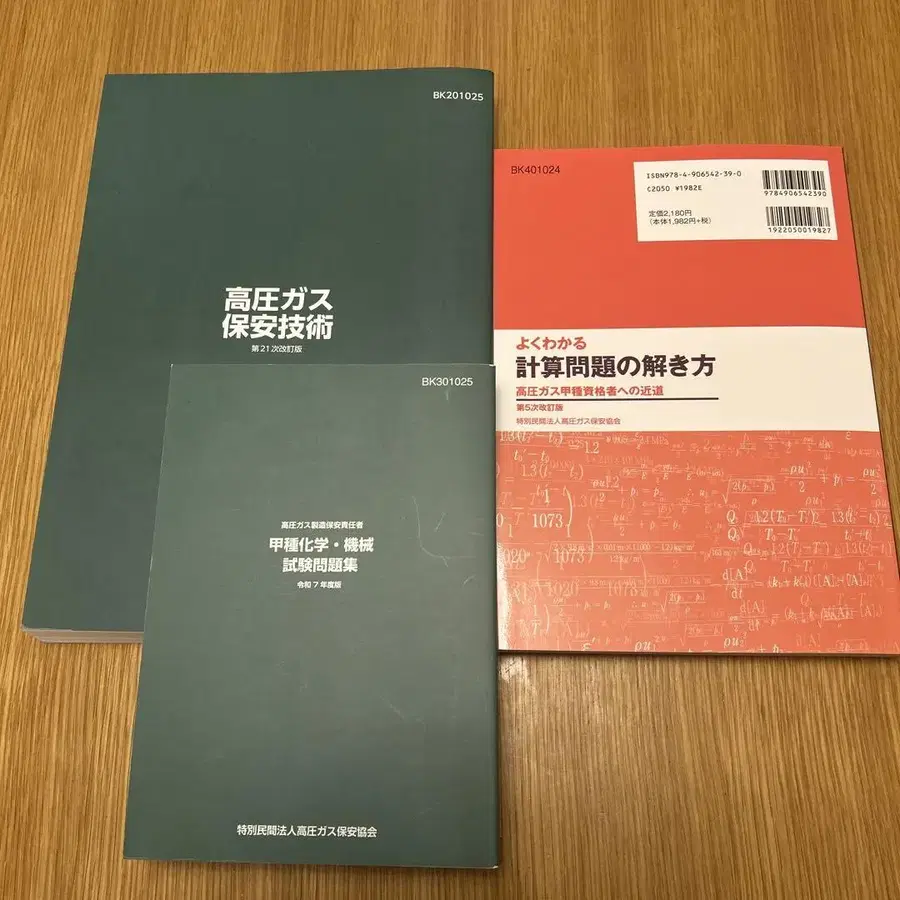 BK201025
高圧ガス
保安技術
第21次改訂版
BK301025
高圧ガス製造保安責任者
甲種化学・機械
試験問題集
令和7年度版
特別民間法人高圧ガス保安協会
BK401024
ISBN978-4-906542-39-0
C2050 ¥1982E
定価2,180円
(本体1,982円+税)
9784906542390
1922050019827
よくわかる
計算問題の解き方
高圧ガス甲種資格者への近道
第5次改訂版
特別民間法人高圧ガス保安協会